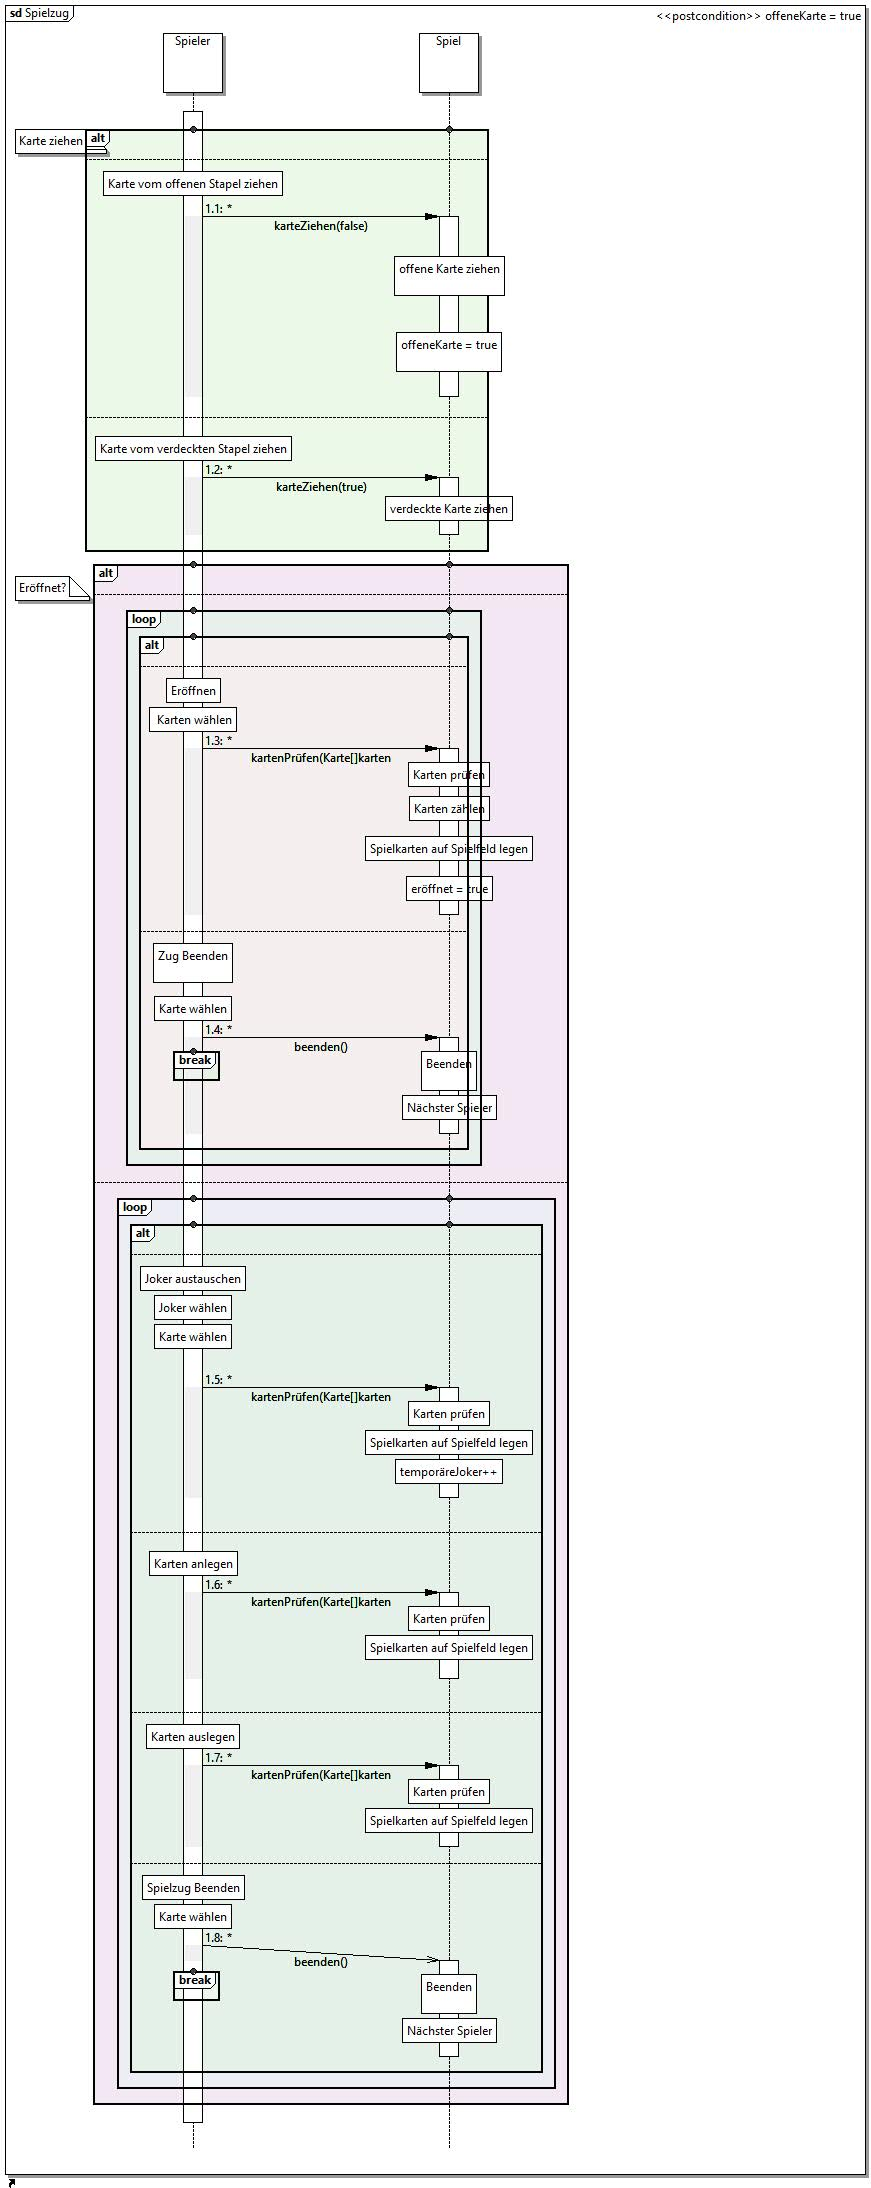 sd Spielzug
<<postcondition>> offeneKarte = true
Spieler
Spiel
Karte ziehen
alt
Karte vom offenen Stapel ziehen
1.1: *
karteZiehen(false)
offene Karte ziehen
offeneKarte = true
Karte vom verdeckten Stapel ziehen
1.2: *
karteZiehen(true)
verdeckte Karte ziehen
alt
Eröffnet?
loop
alt
Eröffnen
Karten wählen
1.3: *
kartenPrüfen(Karte[]karten
Karten prüfen
Karten zählen
Spielkarten auf Spielfeld legen
eröffnet = true
Zug Beenden
Karte wählen
1.4: *
beenden()
break
Beenden
Nächster Spieler
loop
alt
Joker austauschen
Joker wählen
Karte wählen
1.5: *
kartenPrüfen(Karte[]karten
Karten prüfen
Spielkarten auf Spielfeld legen
temporäreJoker++
Karten anlegen
1.6: *
kartenPrüfen(Karte[]karten
Karten prüfen
Spielkarten auf Spielfeld legen
Karten auslegen
1.7: *
kartenPrüfen(Karte[]karten
Karten prüfen
Spielkarten auf Spielfeld legen
Spielzug Beenden
Karte wählen
1.8: *
beenden()
break
Beenden
Nächster Spieler